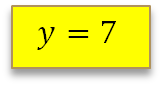 y = 7